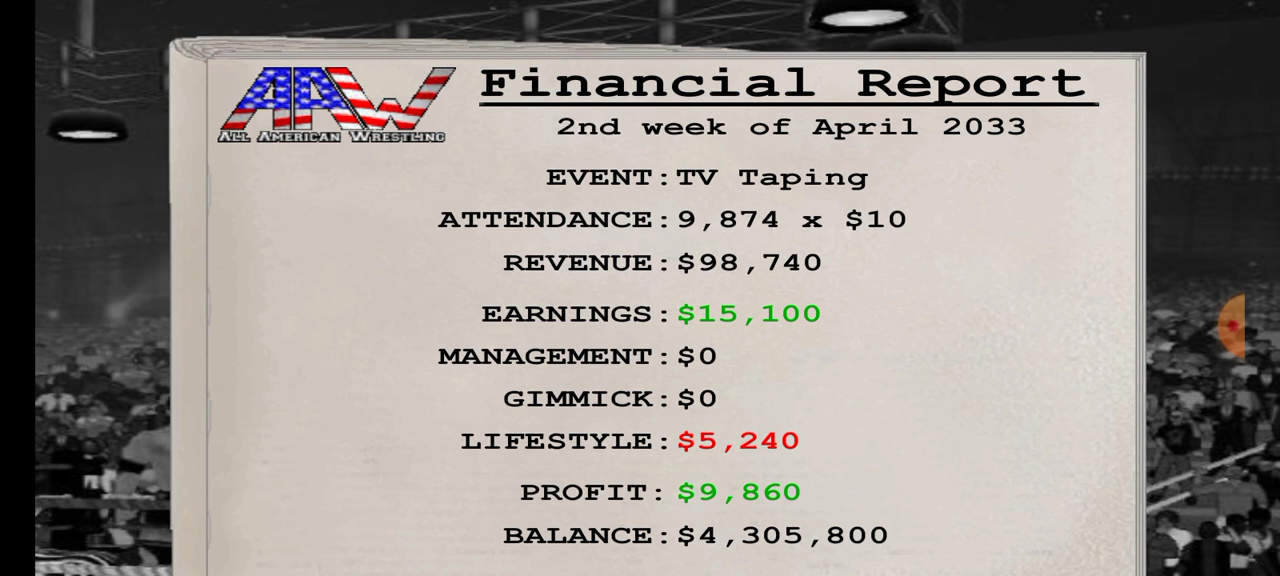 AAW
ALL AMERICAN WRESTLING
Financial Report
2nd week of April 2033
EVENT: TV Taping
ATTENDANCE: 9,874 x $10
REVENUE: $98,740
EARNINGS: $15,100
MANAGEMENT: $0
GIMMICK: $0
LIFESTYLE: $5,240
PROFIT: $9,860
BALANCE: $4,305,800